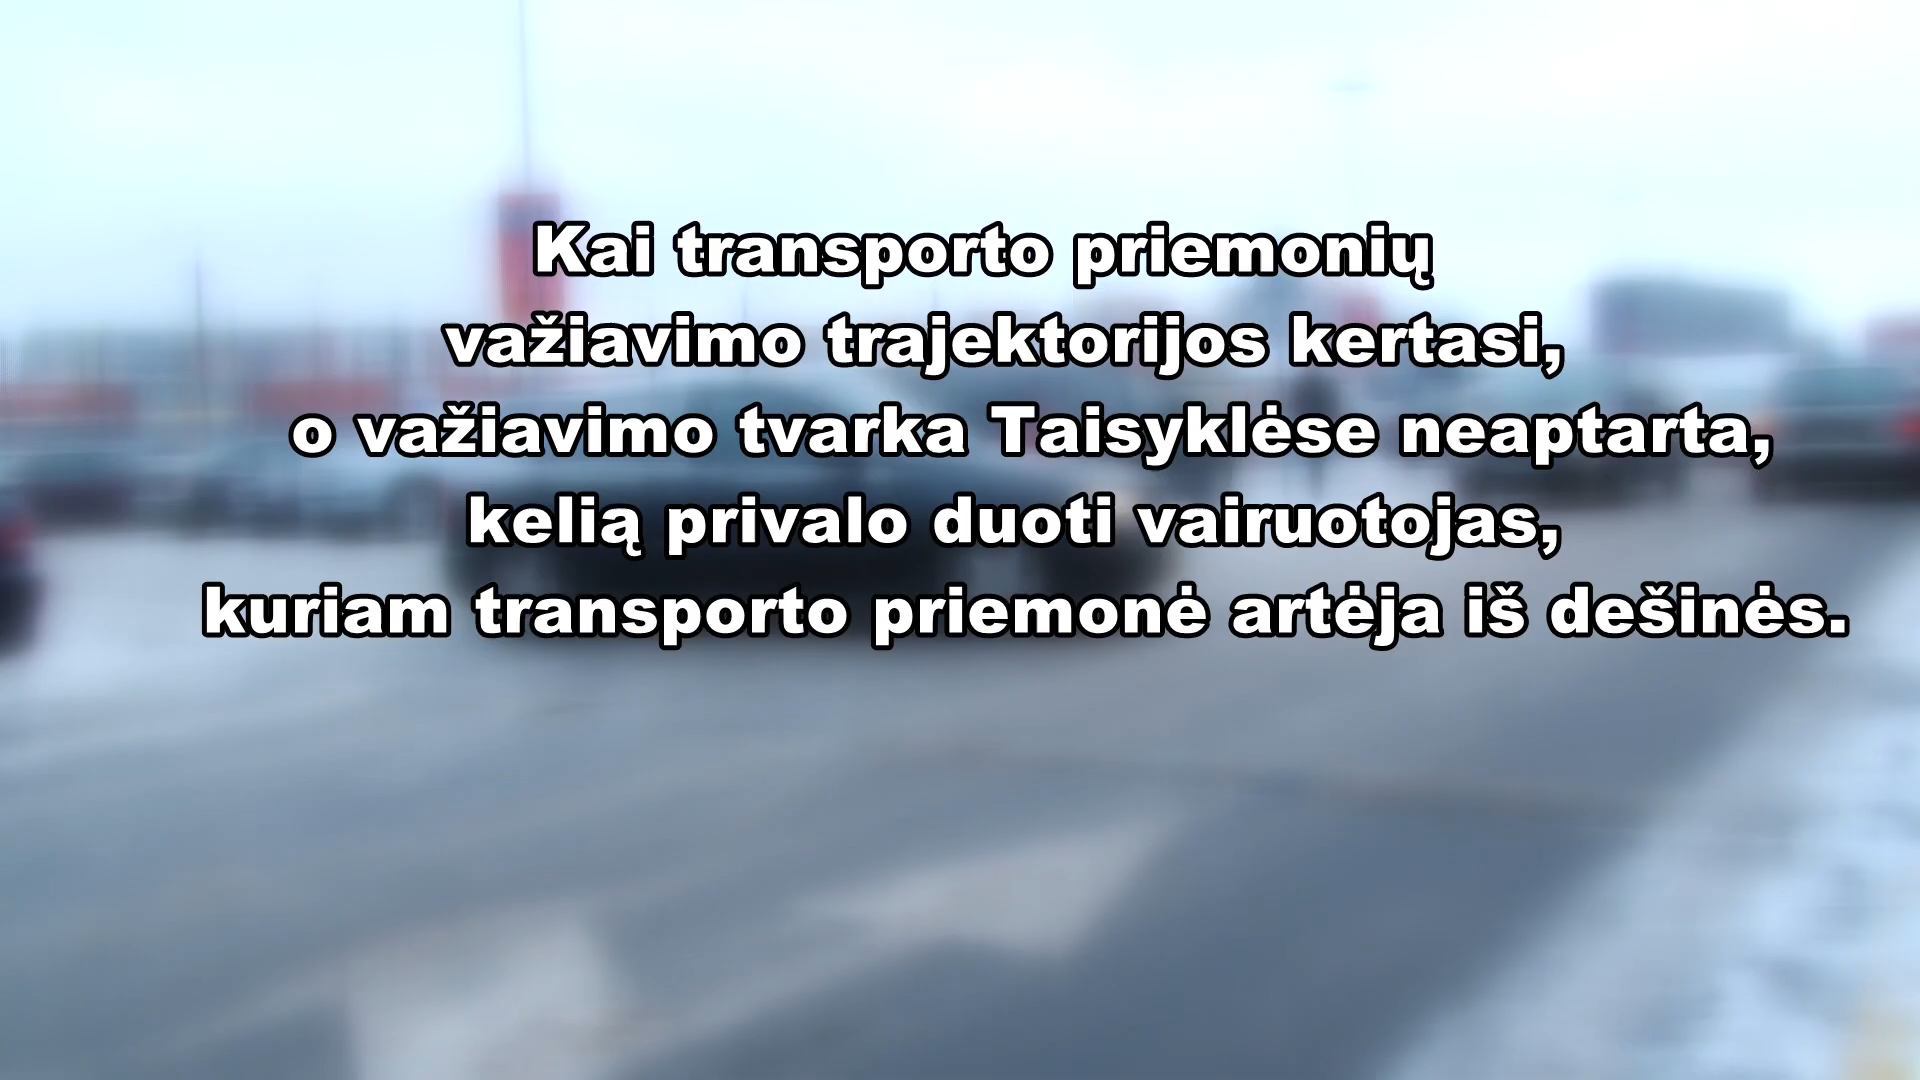 Kai transporto priemonių
važiavimo trajektorijos kertasi,
o važiavimo tvarka Taisyklėse neaptarta,
kelią privalo duoti vairuotojas,
kuriam transporto priemonė artėja iš dešinės.